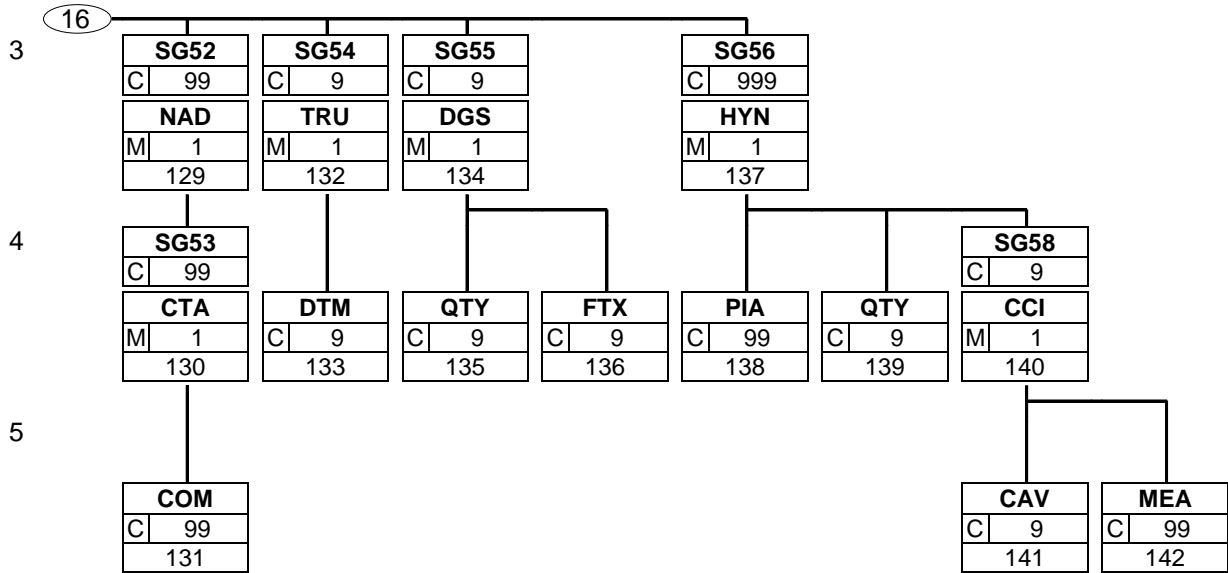 16
3 SG52 SG54 SG55 SG56
C 99 C 9 C 9 C 999
NAD TRU DGS HYN
M 1 M 1 M 1 M 1
129 132 134 137
4 SG53 SG58
C 99 C 9
CTA DTM QTY FTX PIA QTY CCI
M 1 C 9 C 9 C 9 C 99 C 9 M 1
130 133 135 136 138 139 140
5
COM CAV MEA
C 99 C 9 C 99
131 141 142